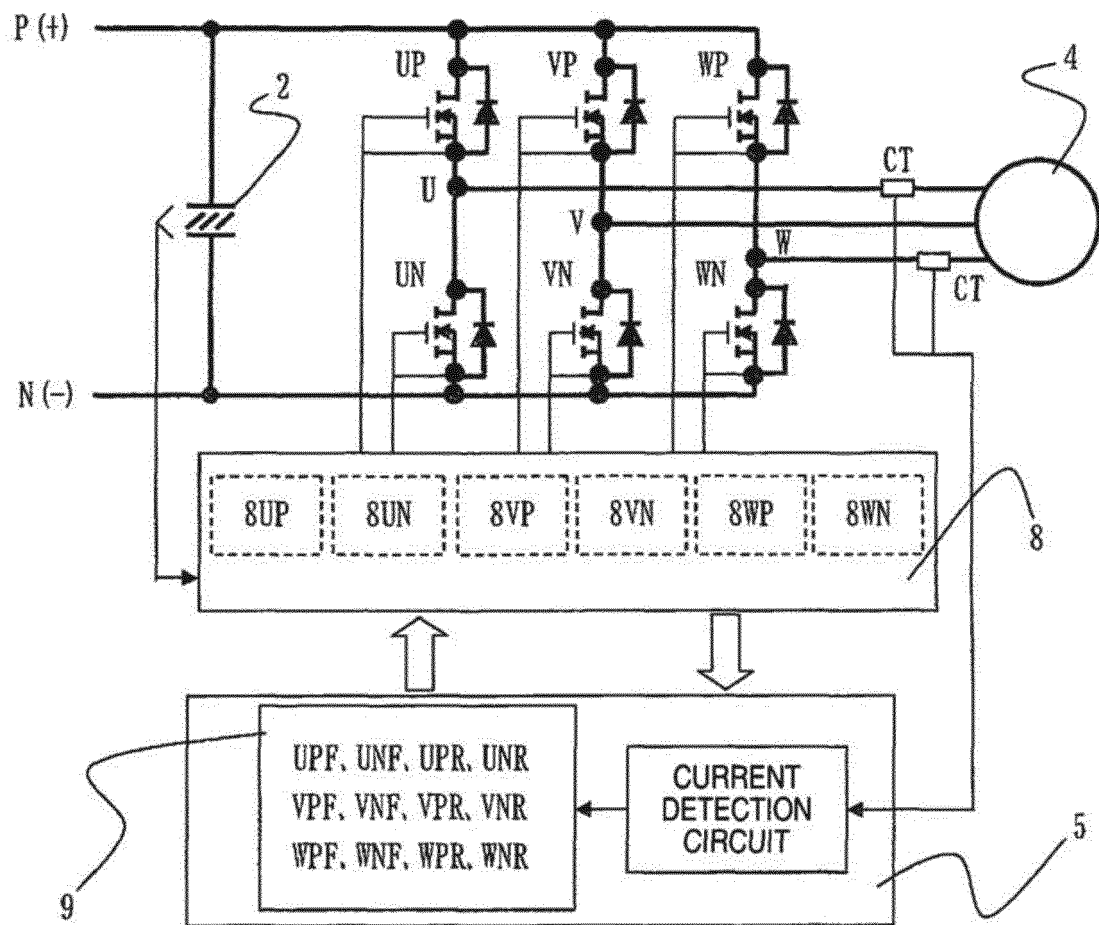 P (+)
UP
VP
WP
4
2
CT
U
V
W
UN
VN
WN
CT
N (-)
8UP
8UN
8VP
8VN
8WP
8WN
8
UPF、UNF、UPR、UNR
VPF、VNF、VPR、VNR
WPF、WNF、WPR、WNR
CURRENT
DETECTION
CIRCUIT
5
9